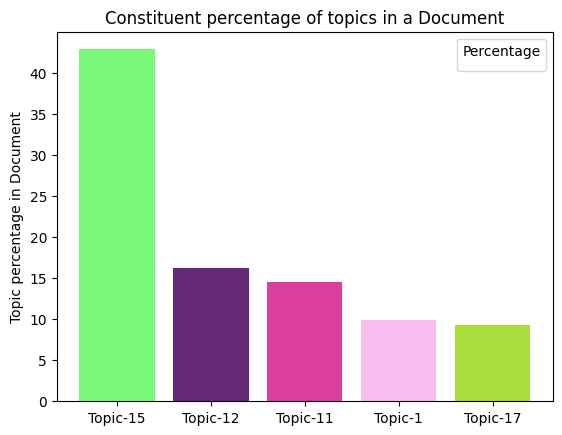 Constituent percentage of topics in a Document
Percentage
Topic percentage in Document
40
35
30
25
20
15
10
5
0
Topic-15 Topic-12 Topic-11 Topic-1 Topic-17